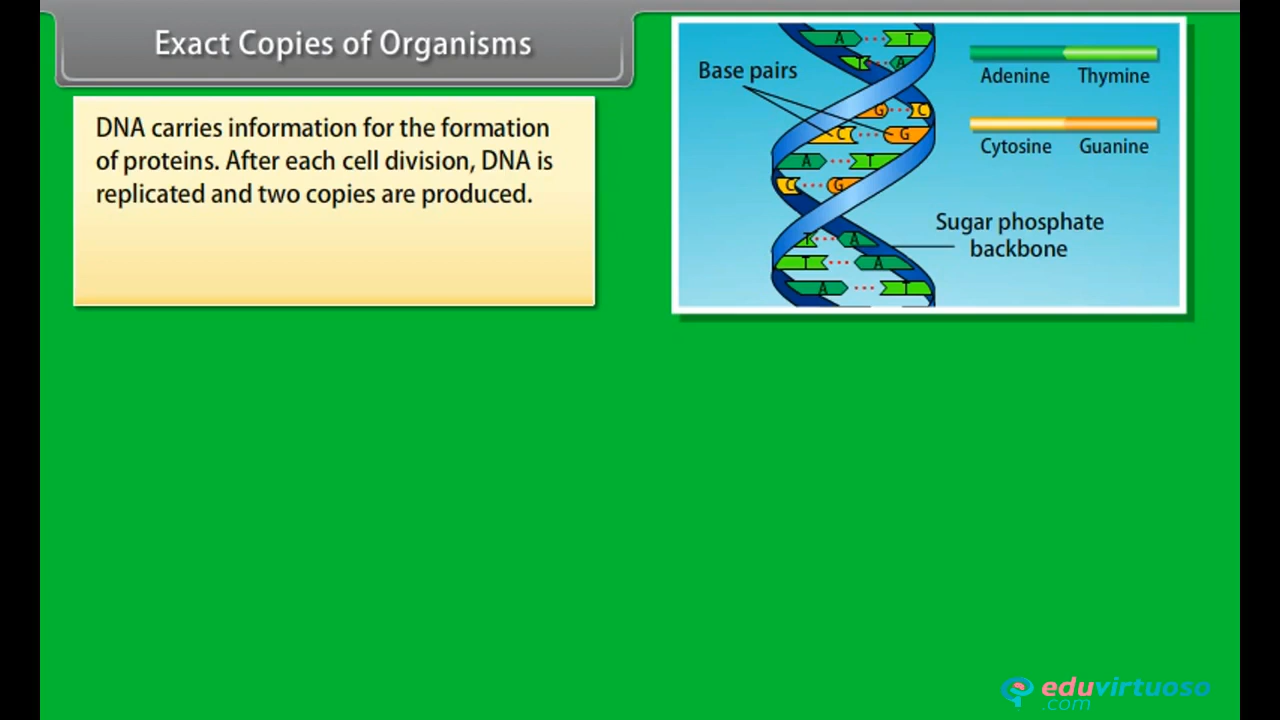 Exact Copies of Organisms
DNA carries information for the formation
of proteins. After each cell division, DNA is
replicated and two copies are produced.
Base pairs
Adenine Thymine
Cytosine Guanine
Sugar phosphate
backbone
A T
T A
G C
C G
A T
C G
T A
T A
A T
eduvirtuoso
.com